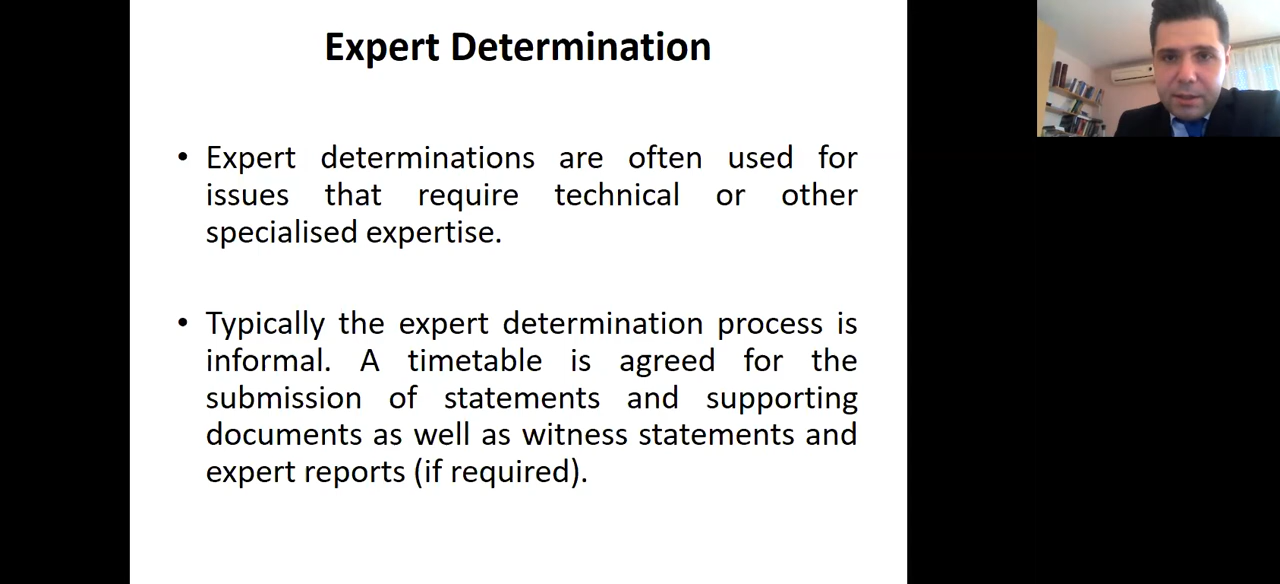 Expert Determination
• Expert determinations are often used for
issues that require technical or other
specialised expertise.
• Typically the expert determination process is
informal. A timetable is agreed for the
submission of statements and supporting
documents as well as witness statements and
expert reports (if required).